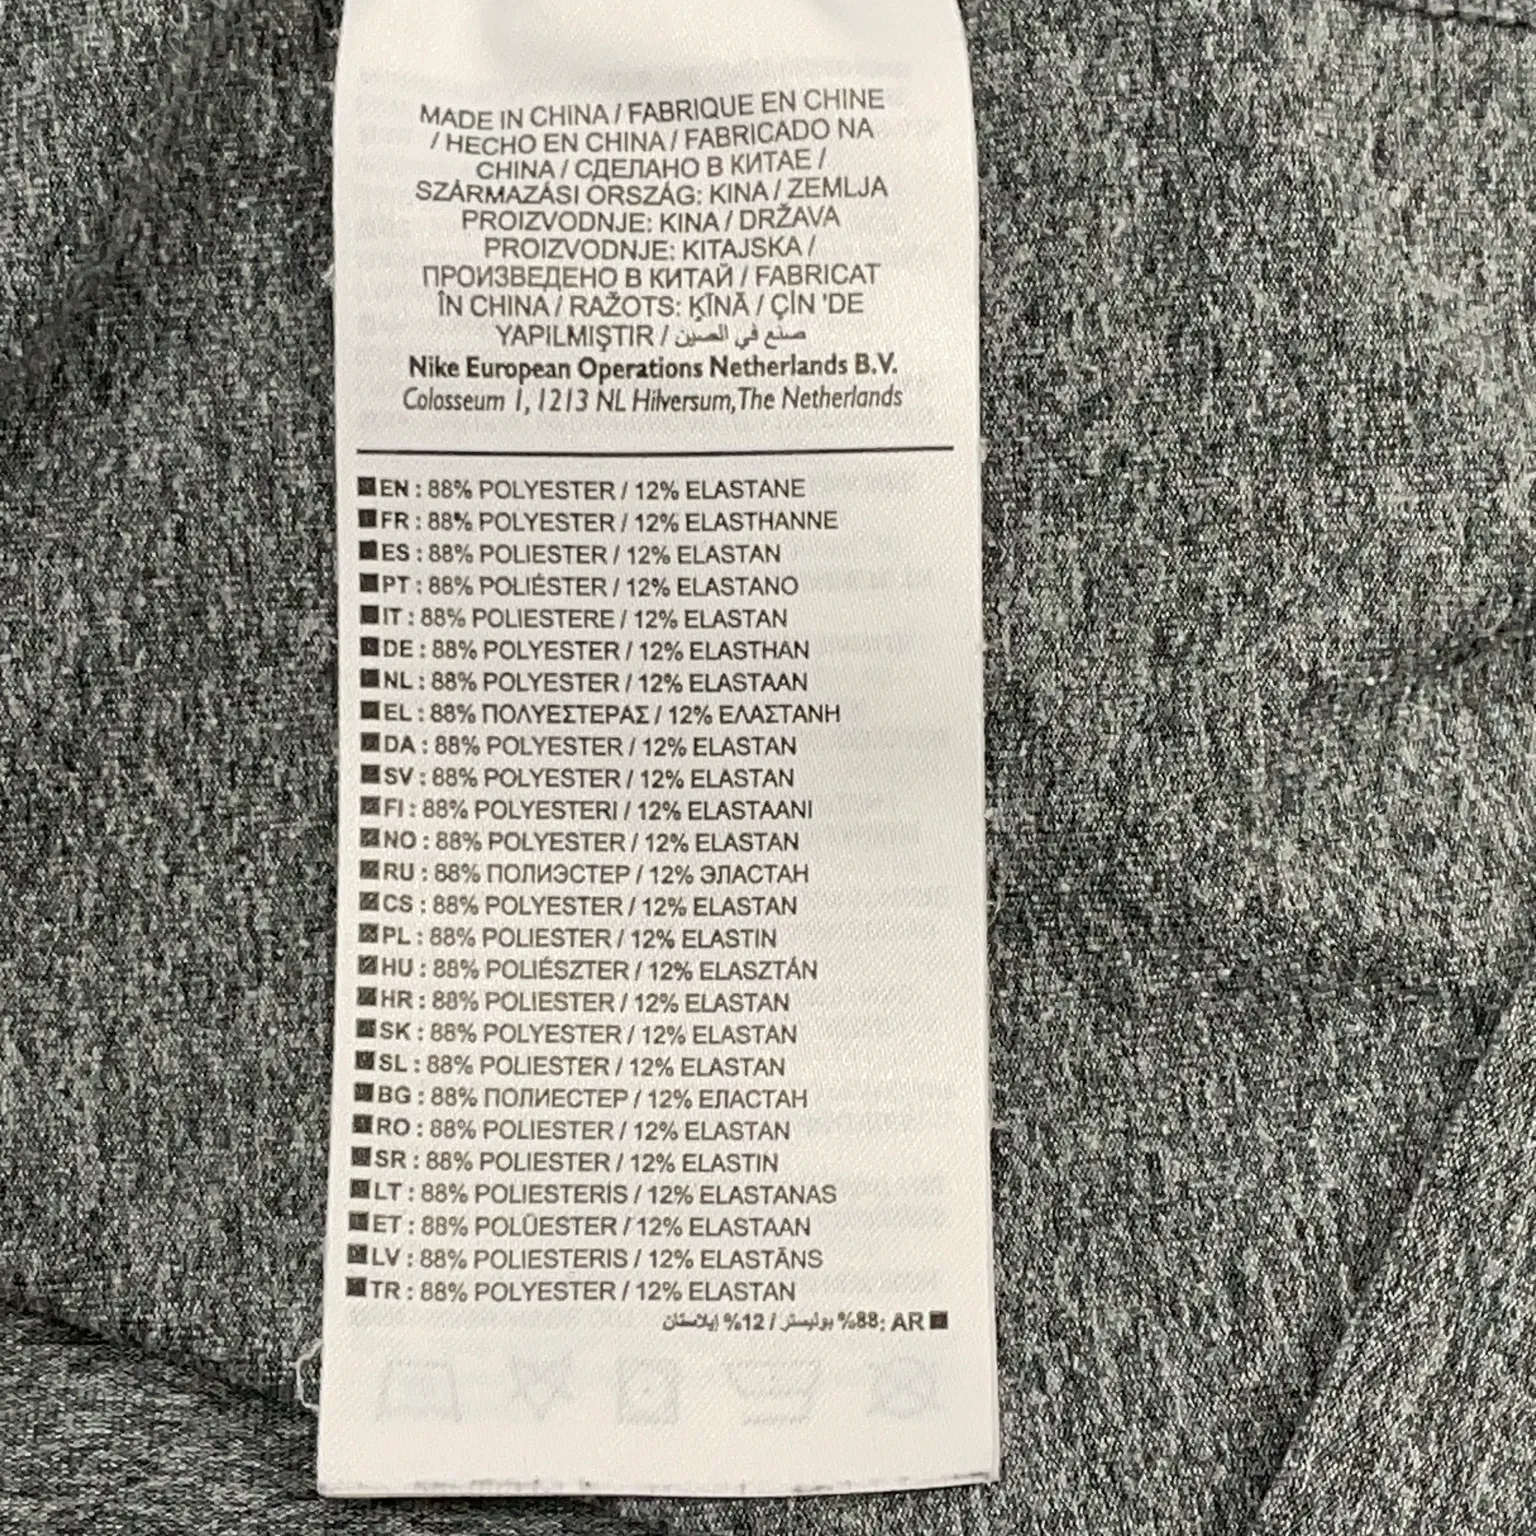 MADE IN CHINA / FABRIQUE EN CHINE
/ HECHO EN CHINA / FABRICADO NA
CHINA / СДЕЛАНО В КИТАЕ /
SZÁRMAZÁSI ORSZÁG: KINA / ZEMLJA
PROIZVODNJE: KINA / DRŽAVA
PROIZVODNJE: KITAJSKA /
ПРОИЗВЕДЕНО В КИТАЙ / FABRICAT
ÎN CHINA / RAŽOTS: ĶĪNĀ / ÇİN 'DE
YAPILMIŞTIR / صنع في الصين
Nike European Operations Netherlands B.V.
Colosseum 1, 1213 NL Hilversum, The Netherlands
EN : 88% POLYESTER / 12% ELASTANE
FR : 88% POLYESTER / 12% ELASTHANNE
ES : 88% POLIESTER / 12% ELASTAN
PT : 88% POLIÉSTER / 12% ELASTANO
IT : 88% POLIESTERE / 12% ELASTAN
DE : 88% POLYESTER / 12% ELASTHAN
NL : 88% POLYESTER / 12% ELASTAAN
EL : 88% ΠΟΛΥΕΣΤΕΡΑΣ / 12% ΕΛΑΣΤΑΝΗ
DA : 88% POLYESTER / 12% ELASTAN
SV : 88% POLYESTER / 12% ELASTAN
FI : 88% POLYESTERI / 12% ELASTAANI
NO : 88% POLYESTER / 12% ELASTAN
RU : 88% ПОЛИЭСТЕР / 12% ЭЛАСТАН
CS : 88% POLYESTER / 12% ELASTAN
PL : 88% POLIESTER / 12% ELASTIN
HU : 88% POLIÉSZTER / 12% ELASZTÁN
HR : 88% POLIESTER / 12% ELASTAN
SK : 88% POLYESTER / 12% ELASTAN
SL : 88% POLIESTER / 12% ELASTAN
BG : 88% ПОЛИЕСТЕР / 12% ЕЛАСТАН
RO : 88% POLIESTER / 12% ELASTAN
SR : 88% POLIESTER / 12% ELASTIN
LT : 88% POLIESTERIS / 12% ELASTANAS
ET : 88% POLÜESTER / 12% ELASTAAN
LV : 88% POLIESTERIS / 12% ELASTĀNS
TR : 88% POLYESTER / 12% ELASTAN
AR : 88% بوليستر / 12% إيلاستان